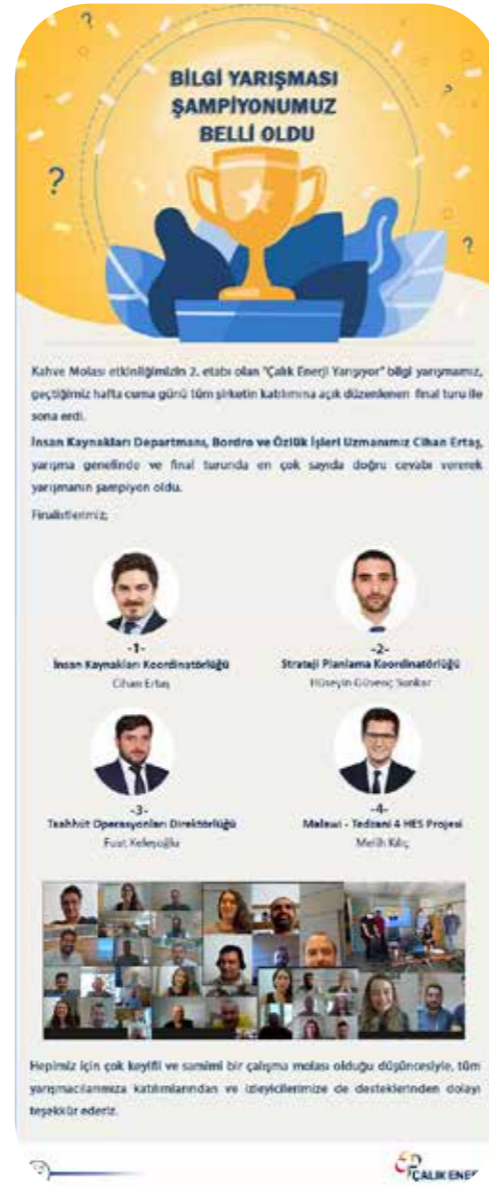 BİLGİ YARIŞMASI
ŞAMPİYONUMUZ
BELLİ OLDU
Kahve Molası etkinliğimizin 2. etabı olan "Çalık Enerji Yarışıyor" bilgi yarışmamız,
geçtiğimiz hafta cuma günü tüm şirketin katılımına açık düzenlenen final turu ile
sona erdi.
İnsan Kaynakları Departmanı, Bordro ve Özlük İşleri Uzmanımız Cihan Ertaş,
yarışma genelinde ve final turunda en çok sayıda doğru cevabı vererek
yarışmanın şampiyon oldu.
Finalistlerimiz;
-1-
İnsan Kaynakları Koordinatörlüğü
Cihan Ertaş
-2-
Strateji Planlama Koordinatörlüğü
Hüseyin Güvenç
-3-
Taahhüt Operasyonları Direktörlüğü
Fuat Keleşoğlu
-4-
Malawi - Tedzani 4 HES Projesi
Melih Kılıç
Hepimiz için çok keyifli ve samimi bir çalışma molası olduğu düşüncesiyle, tüm
yarışmacılarımıza katılımlarından ve izleyicilerimize de desteklerinden dolayı
teşekkür ederiz.
ÇALIK ENER